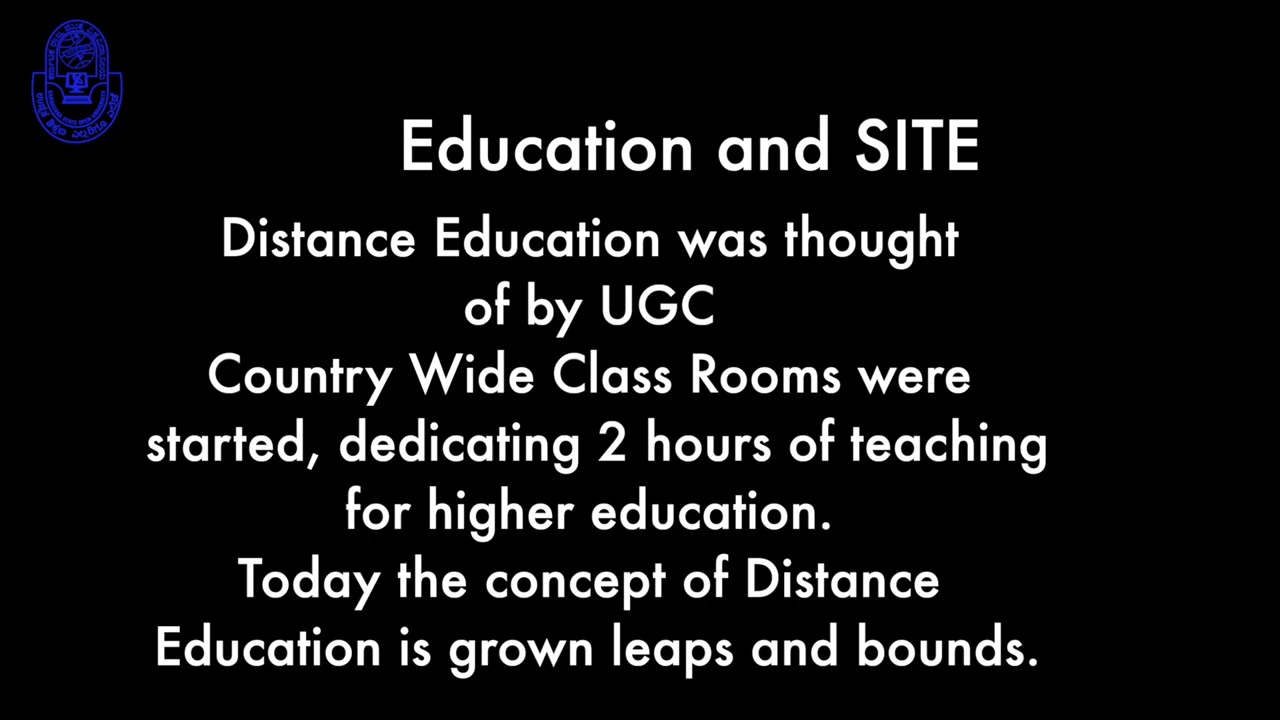 Education and SITE
Distance Education was thought
of by UGC
Country Wide Class Rooms were
started, dedicating 2 hours of teaching
for higher education.
Today the concept of Distance
Education is grown leaps and bounds.